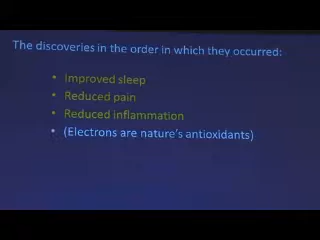 The discoveries in the order in which they occurred:
• Improved sleep
• Reduced pain
• Reduced inflammation
• (Electrons are nature's antioxidants)